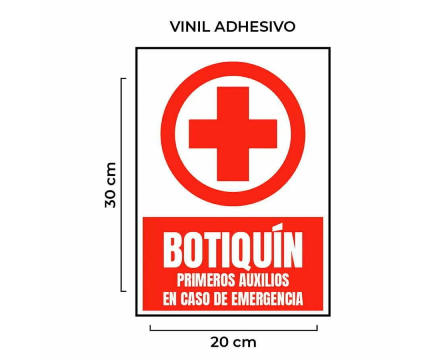 VINIL ADHESIVO
30 cm
BOTIQUÍN
PRIMEROS AUXILIOS
EN CASO DE EMERGENCIA
20 cm